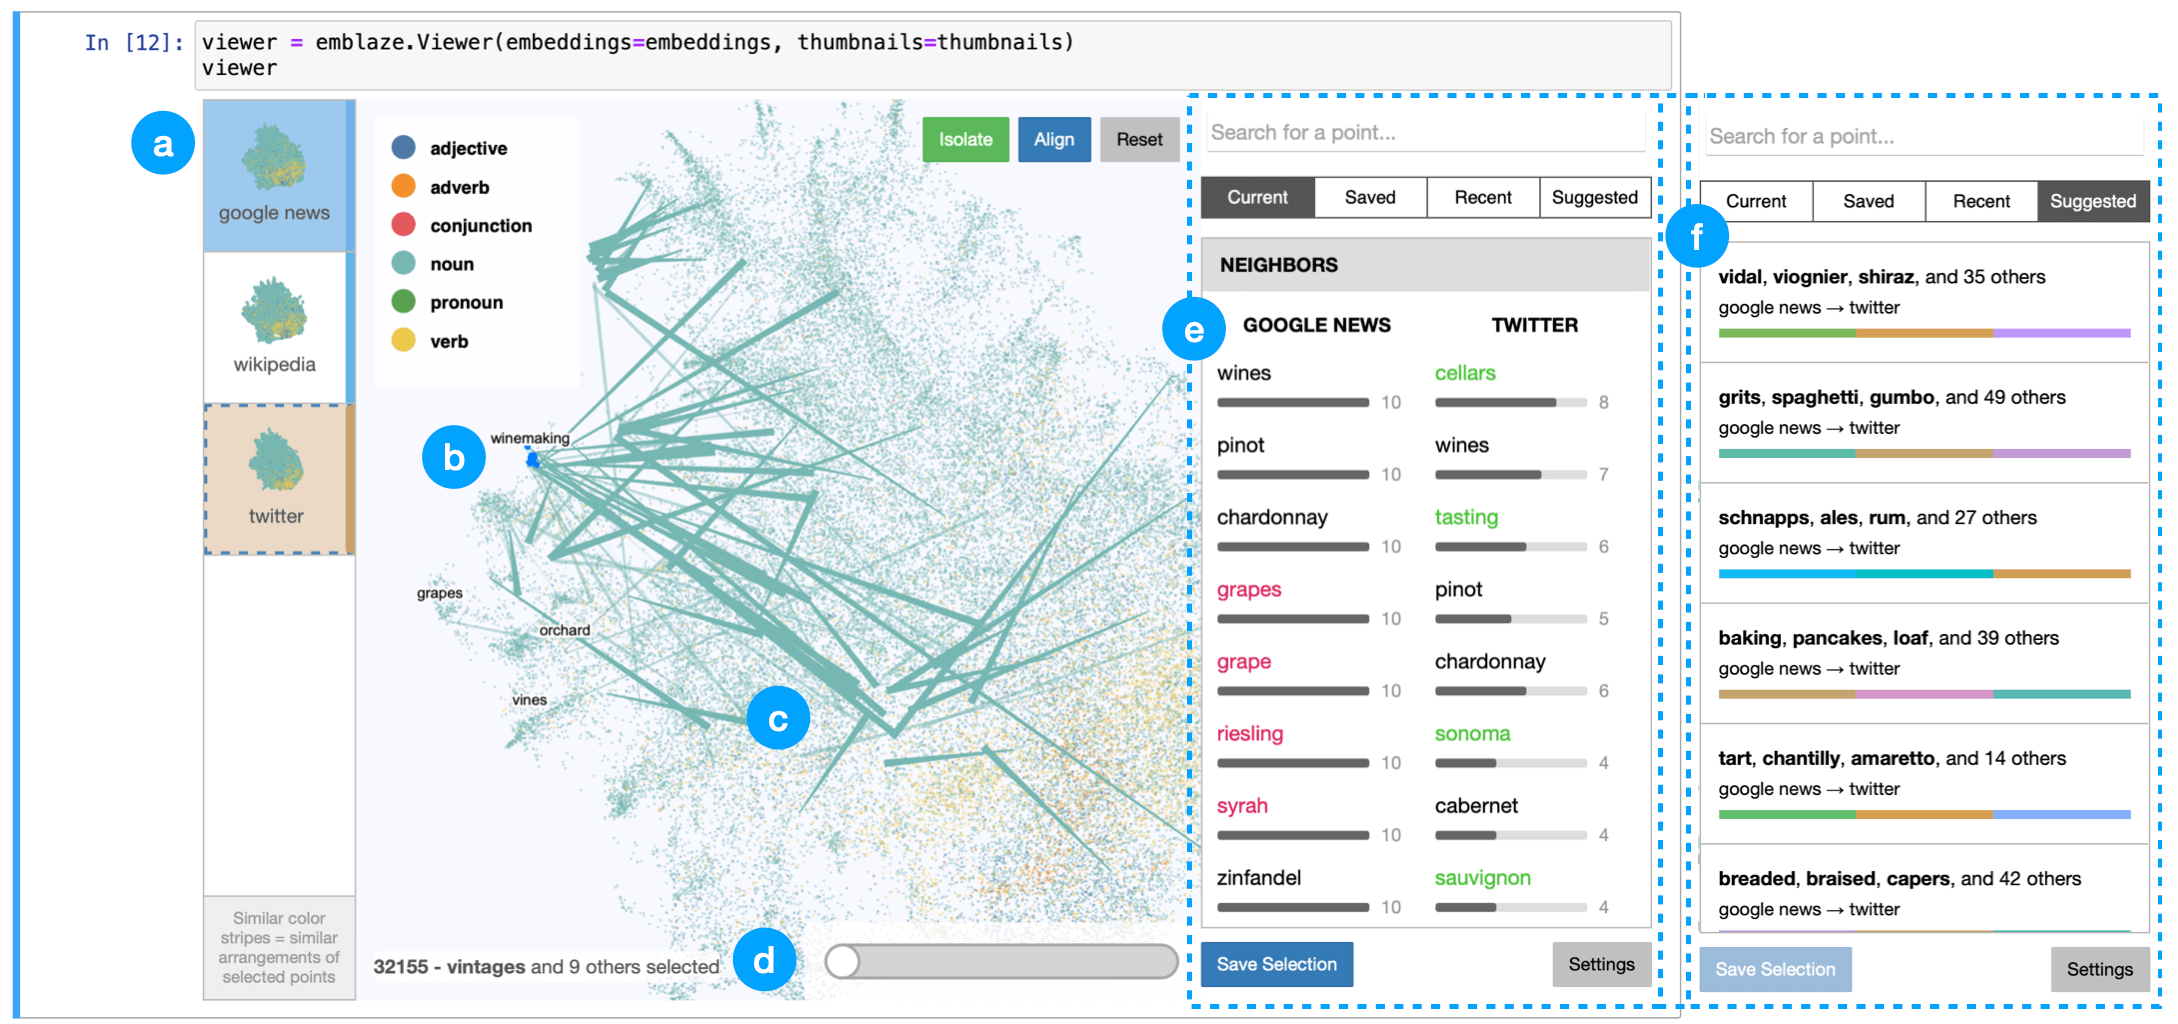 In [12]:
viewer = emblaze.Viewer(embeddings=embeddings, thumbnails=thumbnails)
viewer
a
google news
wikipedia
twitter
Similar color
stripes = similar
arrangements of
selected points
adjective
adverb
conjunction
noun
pronoun
verb
Isolate Align Reset
b
winemaking
grapes
orchard
vines
c
32155 - vintages and 9 others selected
d
Search for a point...
Current Saved Recent Suggested
NEIGHBORS
e
GOOGLE NEWS TWITTER
wines cellars
10 8
pinot wines
10 7
chardonnay tasting
10 6
grapes pinot
10 5
grape chardonnay
10 6
riesling sonoma
10 4
syrah cabernet
10 4
zinfandel sauvignon
10 4
Save Selection Settings
Search for a point...
Current Saved Recent Suggested
f
vidal, viognier, shiraz, and 35 others
google news → twitter
grits, spaghetti, gumbo, and 49 others
google news → twitter
schnapps, ales, rum, and 27 others
google news → twitter
baking, pancakes, loaf, and 39 others
google news → twitter
tart, chantilly, amaretto, and 14 others
google news → twitter
breaded, braised, capers, and 42 others
google news → twitter
Save Selection Settings